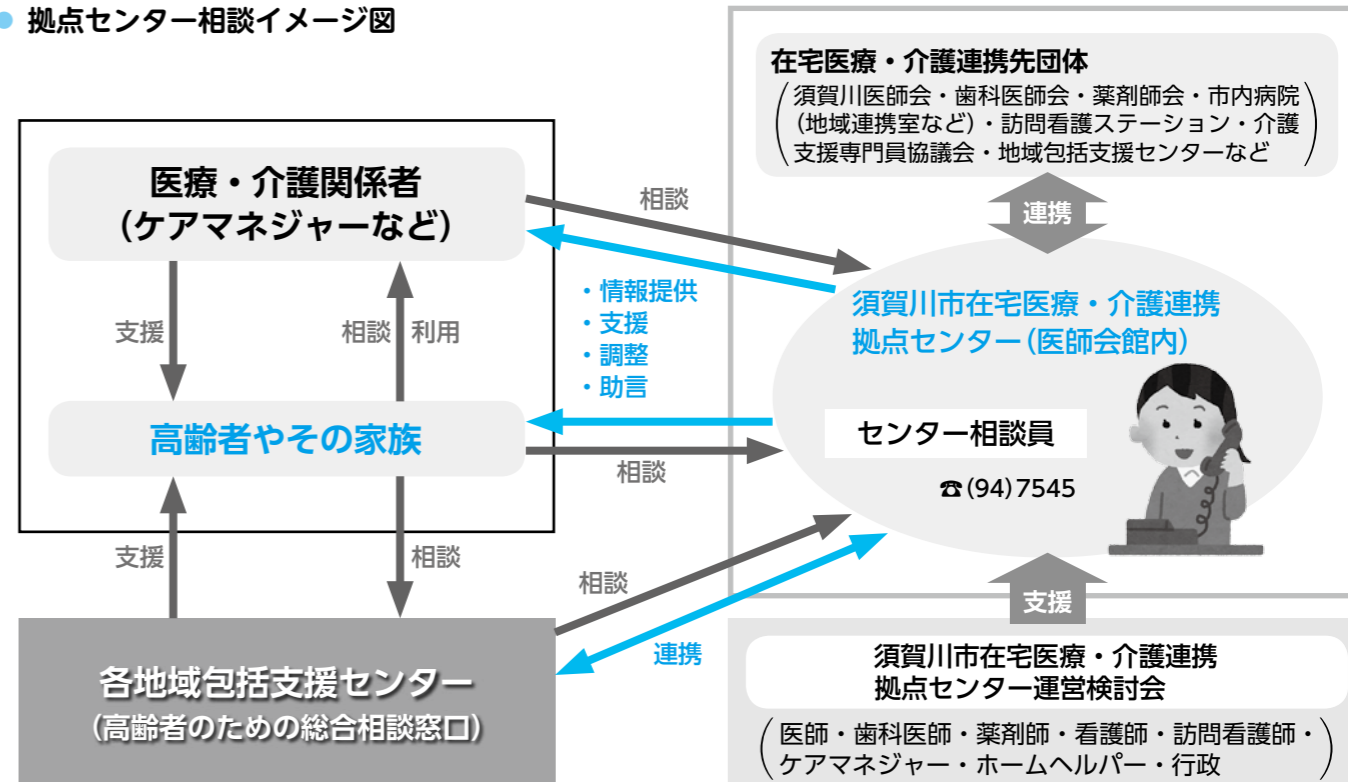 拠点センター相談イメージ図
在宅医療・介護連携先団体
(須賀川医師会・歯科医師会・薬剤師会・市内病院
(地域連携室など)・訪問看護ステーション・介護
支援専門員協議会・地域包括支援センターなど)
医療・介護関係者
(ケアマネジャーなど)
相談
連携
・情報提供
・支援
・調整
・助言
須賀川市在宅医療・介護連携
拠点センター(医師会館内)
支援
相談
利用
高齢者やその家族
センター相談員
☎(94)7545
相談
支援
相談
相談
連携
支援
各地域包括支援センター
(高齢者のための総合相談窓口)
須賀川市在宅医療・介護連携
拠点センター運営検討会
(医師・歯科医師・薬剤師・看護師・訪問看護師・
ケアマネジャー・ホームヘルパー・行政)